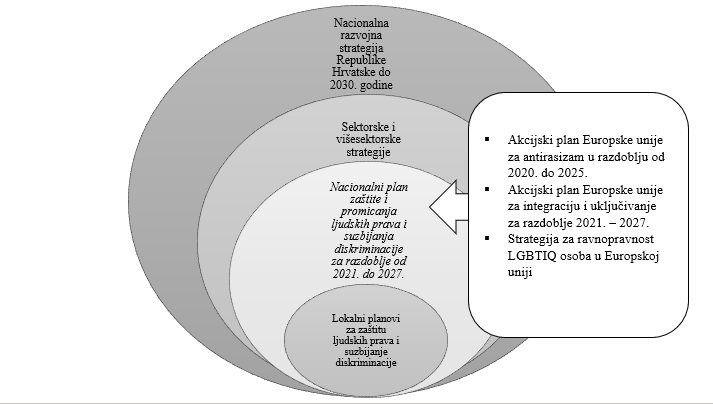 Nacionalna
razvojna
strategija
Republike
Hrvatske do
2030. godine
Sektorske i
višesektorske
strategije
Nacionalni plan
zaštite i
promicanja
ljudskih prava i
suzbijanja
diskriminacije
za razdoblje od
2021. do 2027.
Lokalni planovi
za zaštitu
ljudskih prava i
suzbijanje
diskriminacije
▪ Akcijski plan Europske unije
za antirasizam u razdoblju od
2020. do 2025.
▪ Akcijski plan Europske unije
za integraciju i uključivanje
za razdoblje 2021. – 2027.
▪ Strategija za ravnopravnost
LGBTIQ osoba u Europskoj
uniji